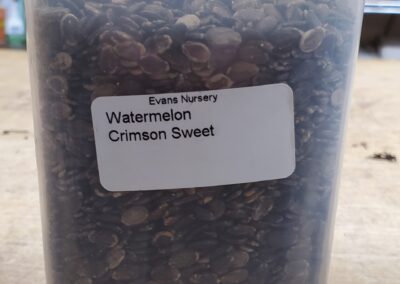 Evans Nursery
Watermelon
Crimson Sweet